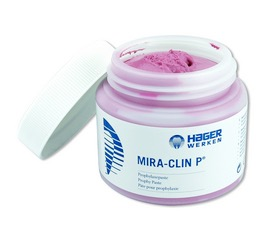 HAGER
WERKEN
MIRA-CLIN P®
Prophylaxepaste
Prophy Paste
Pâte pour prophylaxie